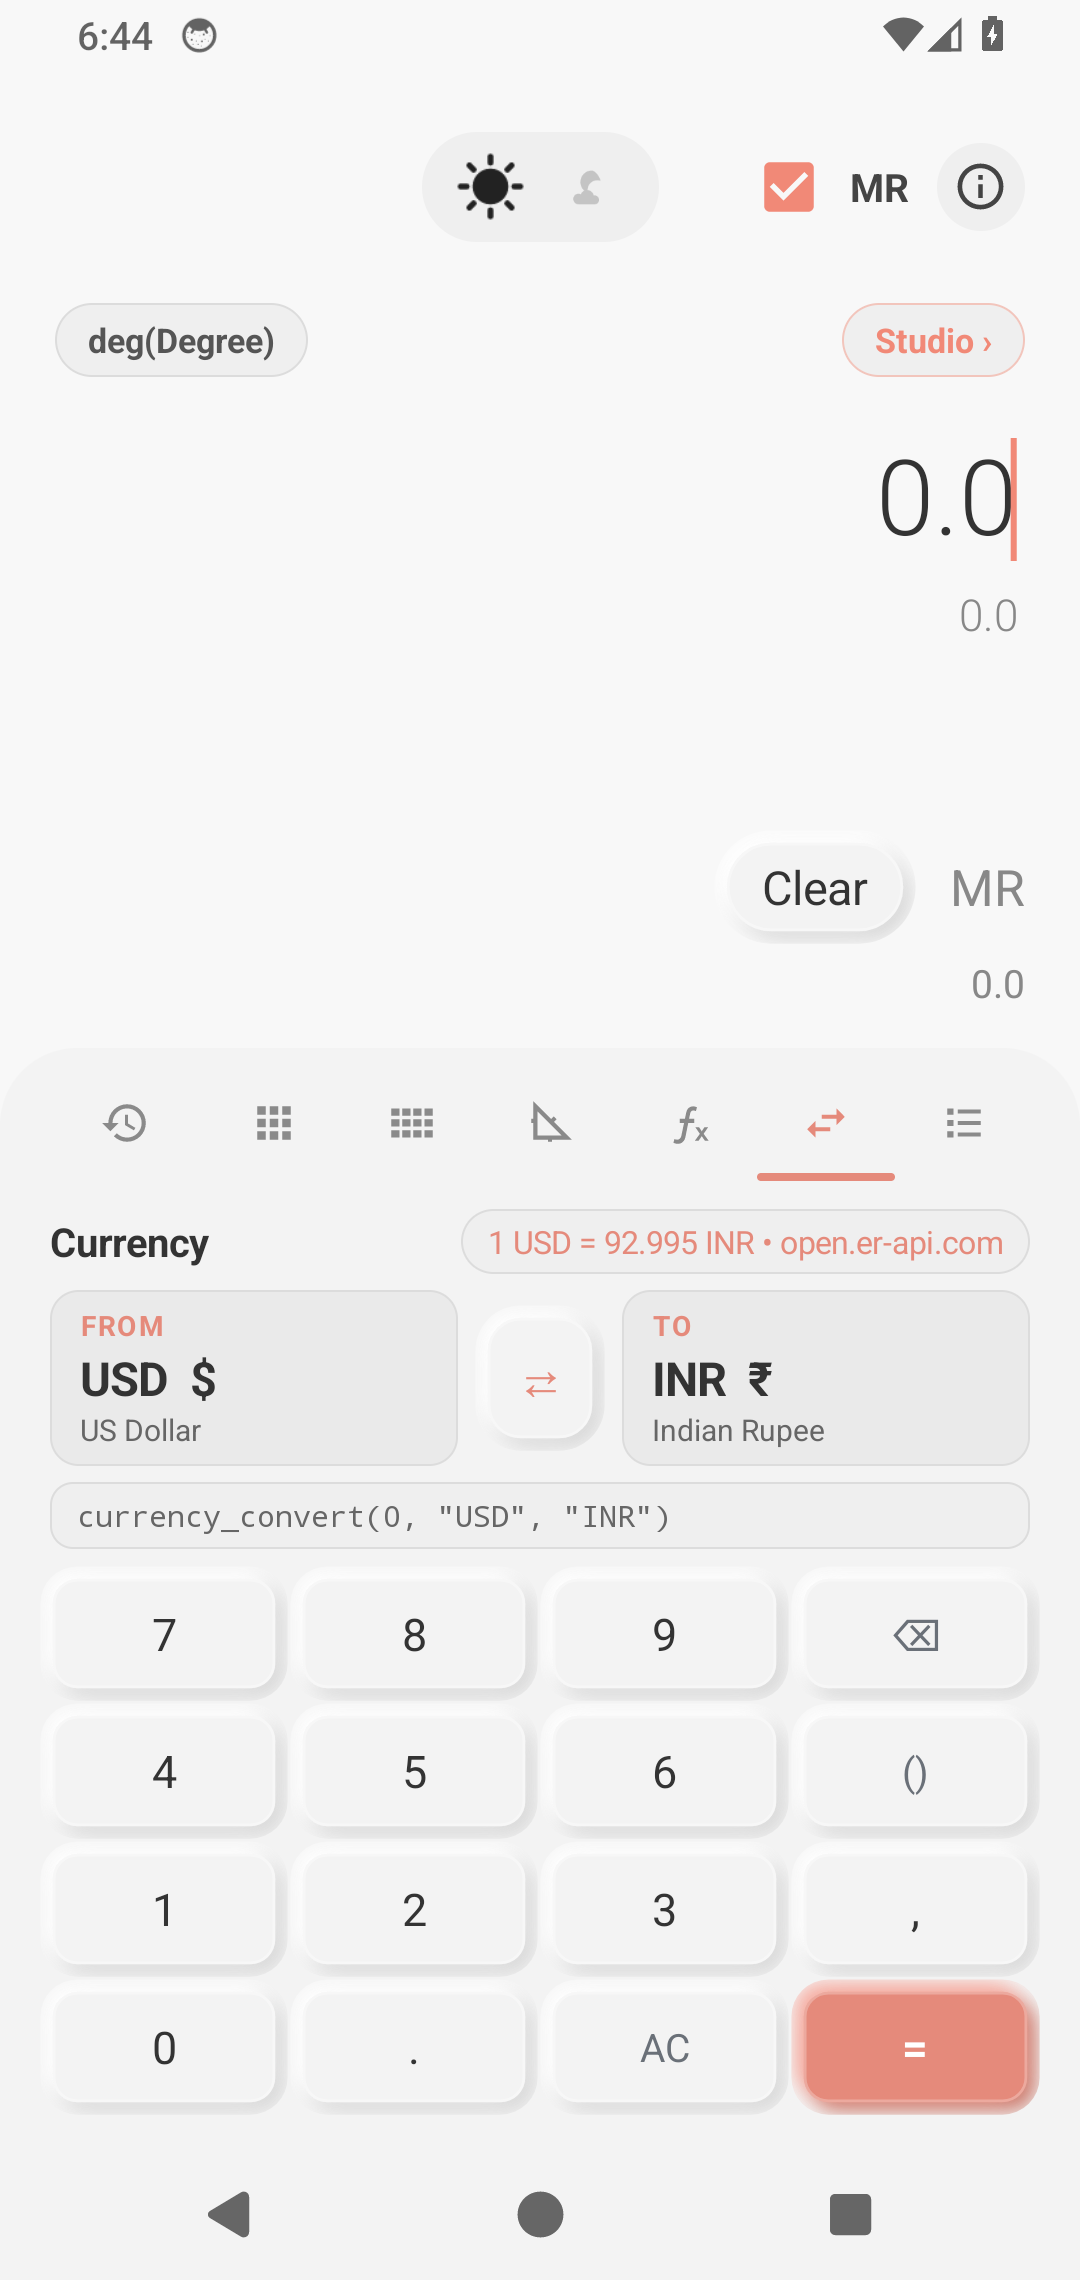 6:44
MR
deg(Degree)
Studio ›
0.0
0.0
Clear
MR
0.0
fx
Currency
1 USD = 92.995 INR • open.er-api.com
FROM
USD $
US Dollar
TO
INR ₹
Indian Rupee
currency_convert(0, "USD", "INR")
7 8 9
4 5 6 ()
1 2 3 ,
0 . AC =